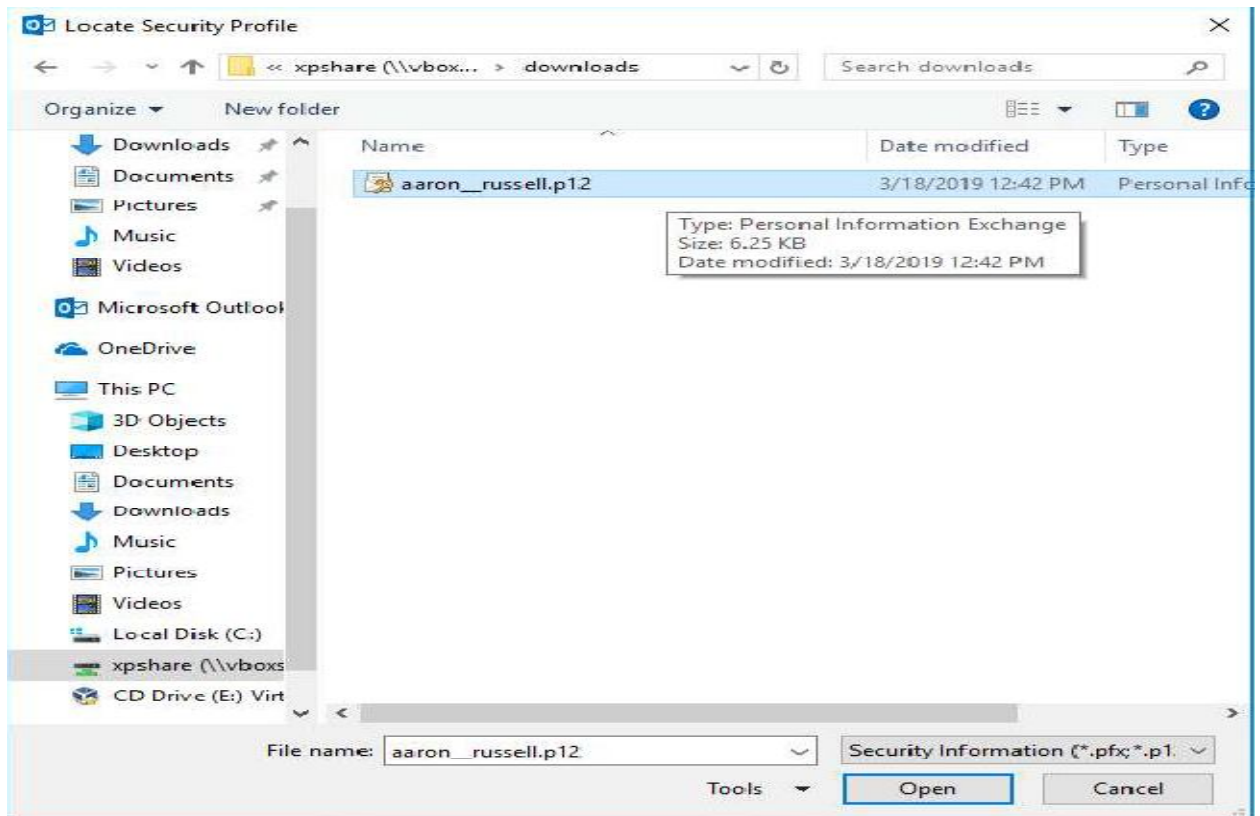 Locate Security Profile
« xpshare (\\vbox... > downloads
Search downloads
Organize
New folder
Name
Date modified
Type
Downloads
Documents
Pictures
Music
Videos
Microsoft Outlook
OneDrive
This PC
3D Objects
Desktop
Documents
Downloads
Music
Pictures
Videos
Local Disk (C:)
xpshare (\\vboxs
CD Drive (E:) Virt
aaron__russell.p12
3/18/2019 12:42 PM
Personal Info
Type: Personal Information Exchange
Size: 6.25 KB
Date modified: 3/18/2019 12:42 PM
File name:
aaron__russell.p12
Security Information (*.pfx;*.p1
Tools
Open
Cancel